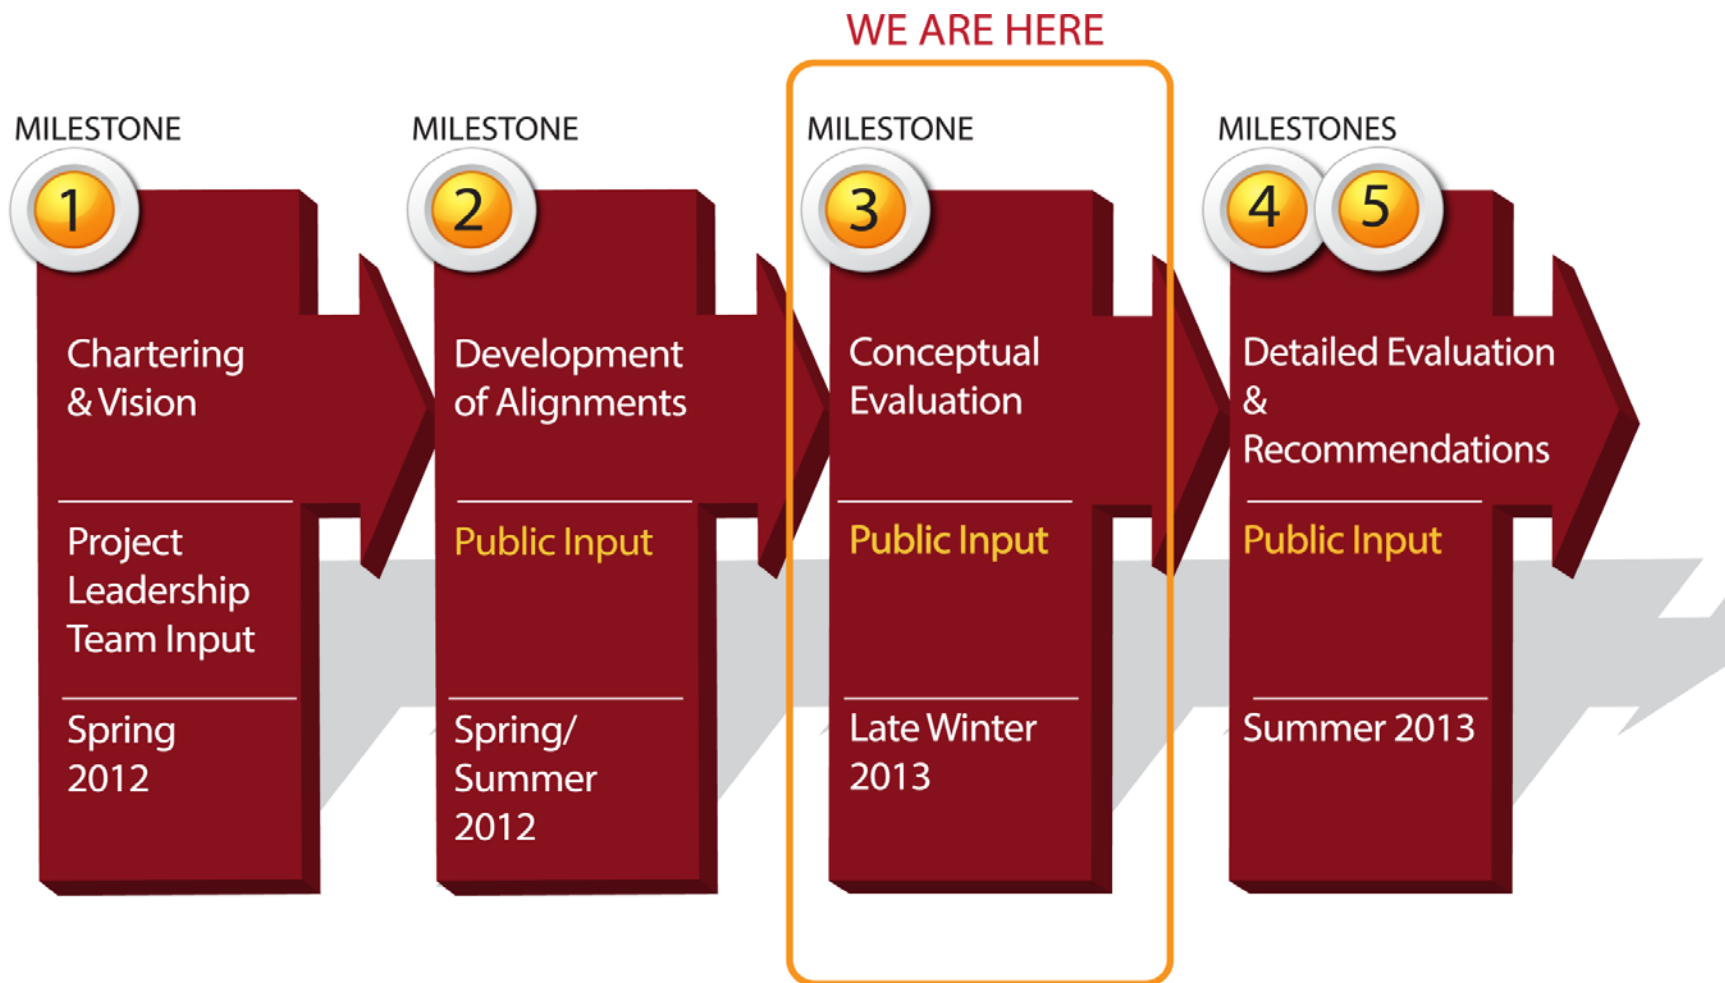 WE ARE HERE
MILESTONE
1
Chartering
& Vision
Project
Leadership
Team Input
Spring
2012
MILESTONE
2
Development
of Alignments
Public Input
Spring/
Summer
2012
MILESTONE
3
Conceptual
Evaluation
Public Input
Late Winter
2013
MILESTONES
4 5
Detailed Evaluation
&
Recommendations
Public Input
Summer 2013